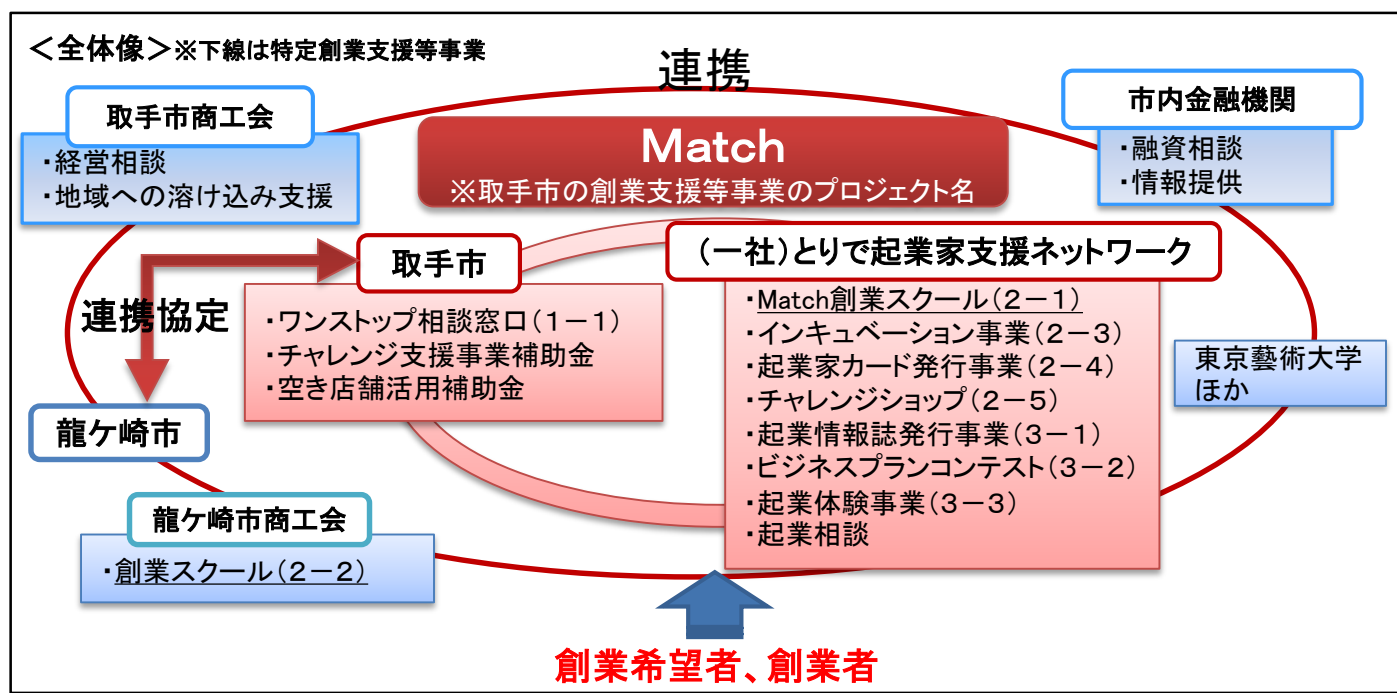 ＜全体像＞※下線は特定創業支援等事業
連携
取手市商工会
・経営相談
・地域への溶け込み支援
Match
※取手市の創業支援等事業のプロジェクト名
市内金融機関
・融資相談
・情報提供
取手市
・ワンストップ相談窓口（１－１）
・チャレンジ支援事業補助金
・空き店舗活用補助金
（一社）とりで起業家支援ネットワーク
・Match創業スクール（２－１）
・インキュベーション事業（２－３）
・起業家カード発行事業（２－４）
・チャレンジショップ（２－５）
・起業情報誌発行事業（３－１）
・ビジネスプランコンテスト（３－２）
・起業体験事業（３－３）
・起業相談
連携協定
東京藝術大学
ほか
龍ケ崎市
龍ケ崎市商工会
・創業スクール（２－２）
創業希望者、創業者